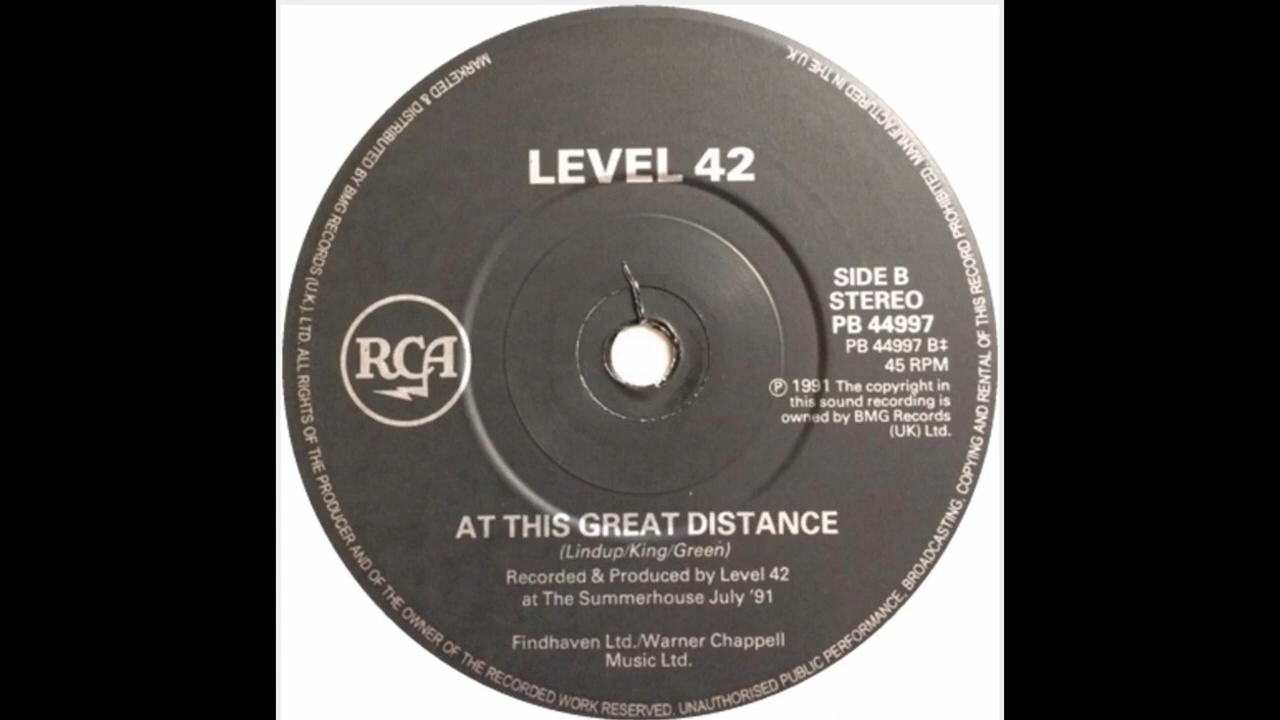 LEVEL 42
RCA
SIDE B
STEREO
PB 44997
PB 44997 B‡
45 RPM
Ⓟ 1991 The copyright in
this sound recording is
owned by BMG Records
(UK) Ltd.
AT THIS GREAT DISTANCE
(Lindup/King/Green)
Recorded & Produced by Level 42
at The Summerhouse July '91
Findhaven Ltd./Warner Chappell
Music Ltd.
MARKETED & DISTRIBUTED BY BMG RECORDS (U.K.). LTD. ALL RIGHTS OF THE PRODUCER AND OF THE OWNER OF THE RECORDED WORK RESERVED. UNAUTHORISED PUBLIC PERFORMANCE, BROADCASTING, COPYING AND RENTAL OF THIS RECORD PROHIBITED. MANUFACTURED IN THE U.K.